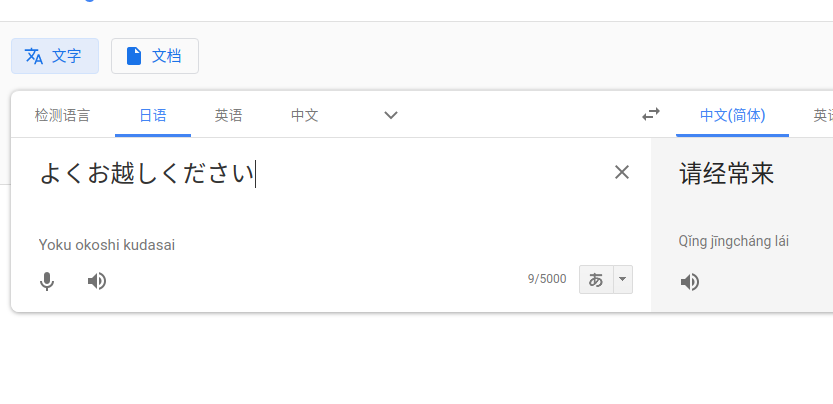 文字 文档
检测语言 日语 英语 中文 中文(简体)
よくお越しください 请经常来
Yoku okoshi kudasai Qǐng jīngcháng lái
9/5000 あ